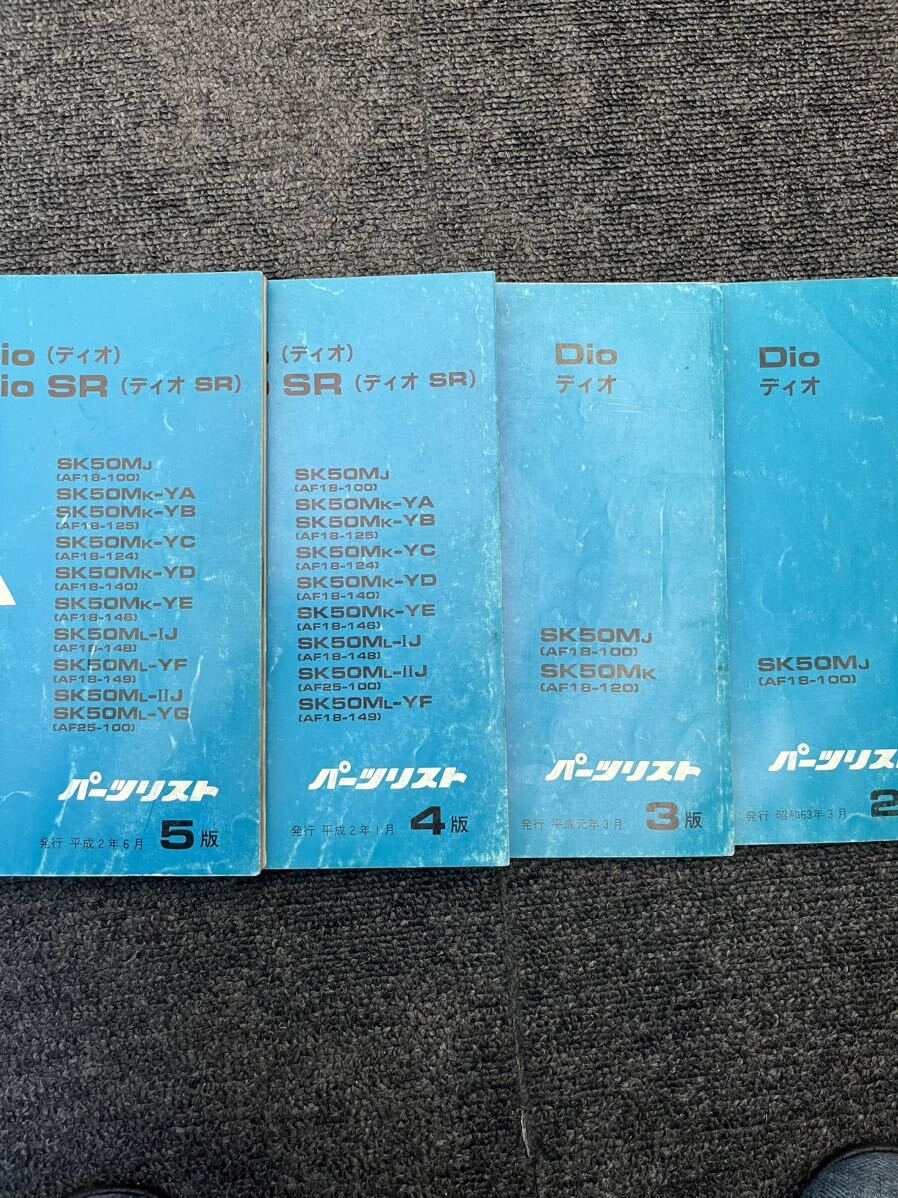 io (ディオ)
io SR (ディオ SR)
SK50MJ
(AF18-100)
SK50MK-YA
SK50MK-YB
(AF18-125)
SK50MK-YC
(AF18-124)
SK50MK-YD
(AF18-140)
SK50MK-YE
(AF18-146)
SK50ML-IJ
(AF18-148)
SK50ML-YF
(AF18-149)
SK50ML-IIJ
SK50ML-YG
(AF25-100)
パーツリスト
発行 平成2年6月 5版
(ディオ)
SR (ディオ SR)
SK50MJ
(AF18-100)
SK50MK-YA
SK50MK-YB
(AF18-125)
SK50MK-YC
(AF18-124)
SK50MK-YD
(AF18-140)
SK50MK-YE
(AF18-146)
SK50ML-IJ
(AF18-148)
SK50ML-IIJ
(AF25-100)
SK50ML-YF
(AF18-149)
パーツリスト
発行 平成2年1月 4版
Dio
ディオ
SK50MJ
(AF18-100)
SK50MK
(AF18-120)
パーツリスト
発行 平成元年3月 3版
Dio
ディオ
SK50MJ
(AF18-100)
パーツリス
発行 昭和63年3月 2